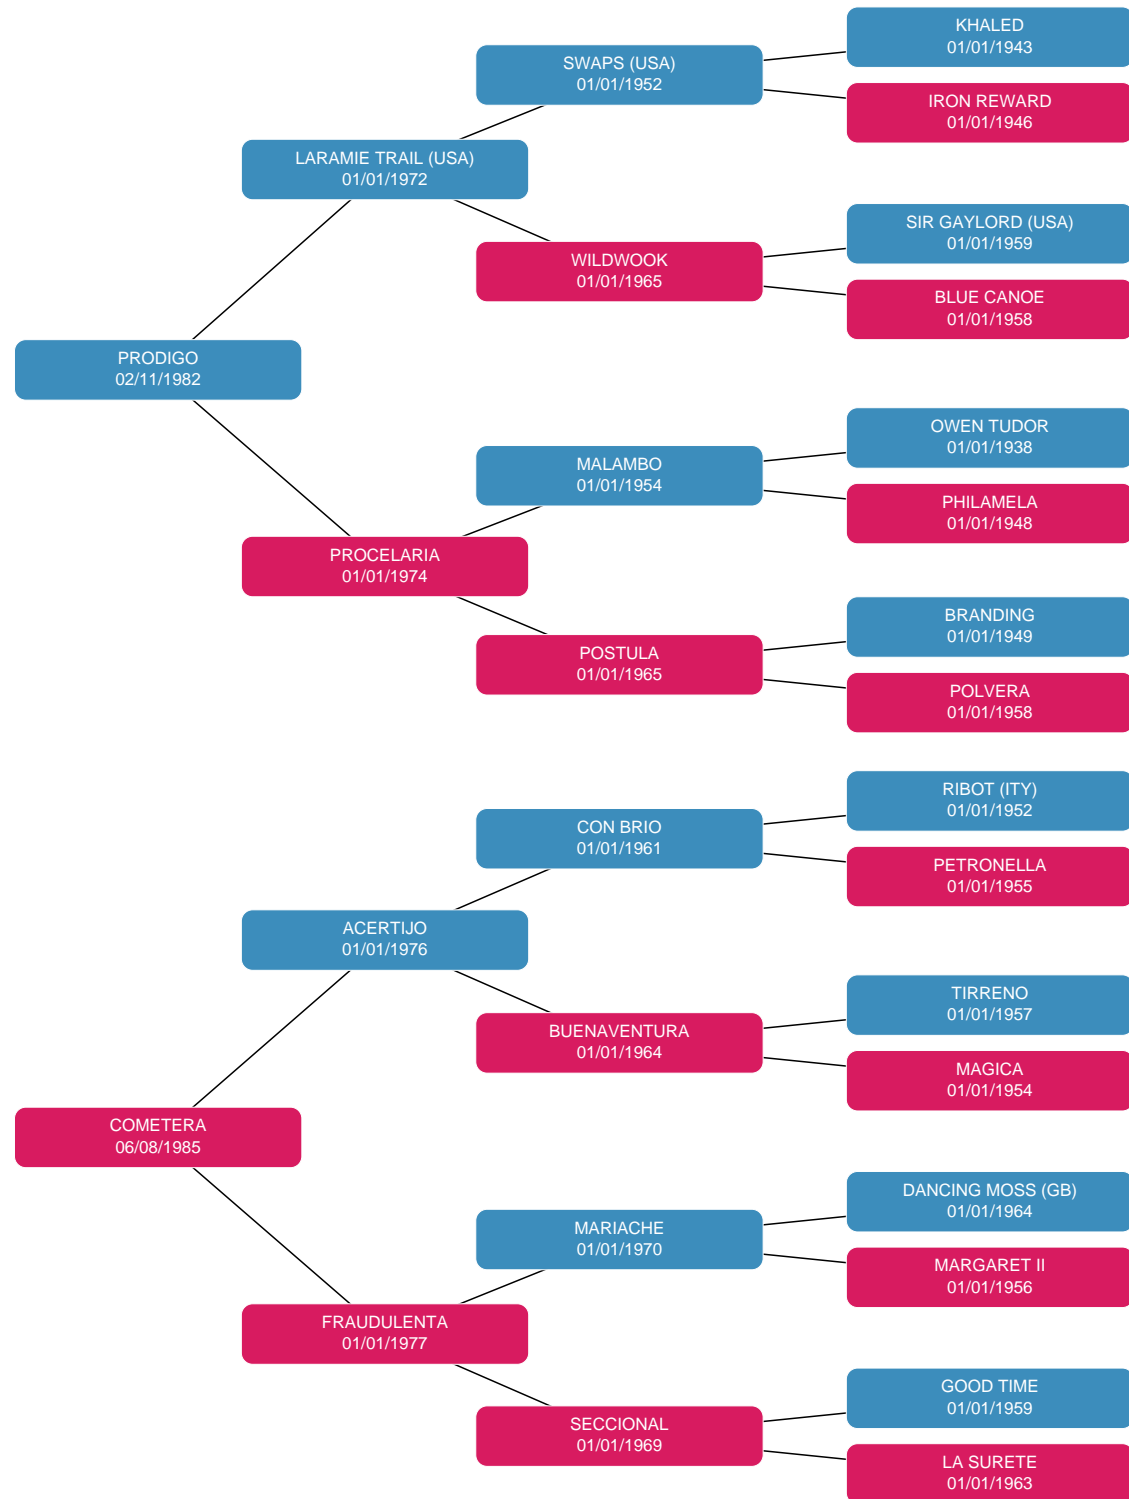 KHALED
01/01/1943
SWAPS (USA)
01/01/1952
IRON REWARD
01/01/1946
LARAMIE TRAIL (USA)
01/01/1972
SIR GAYLORD (USA)
01/01/1959
WILDWOOK
01/01/1965
BLUE CANOE
01/01/1958
PRODIGO
02/11/1982
OWEN TUDOR
01/01/1938
MALAMBO
01/01/1954
PHILAMELA
01/01/1948
PROCELARIA
01/01/1974
BRANDING
01/01/1949
POSTULA
01/01/1965
POLVERA
01/01/1958
RIBOT (ITY)
01/01/1952
CON BRIO
01/01/1961
PETRONELLA
01/01/1955
ACERTIJO
01/01/1976
TIRRENO
01/01/1957
BUENAVENTURA
01/01/1964
MAGICA
01/01/1954
COMETERA
06/08/1985
DANCING MOSS (GB)
01/01/1964
MARIACHE
01/01/1970
MARGARET II
01/01/1956
FRAUDULENTA
01/01/1977
GOOD TIME
01/01/1959
SECCIONAL
01/01/1969
LA SURETE
01/01/1963